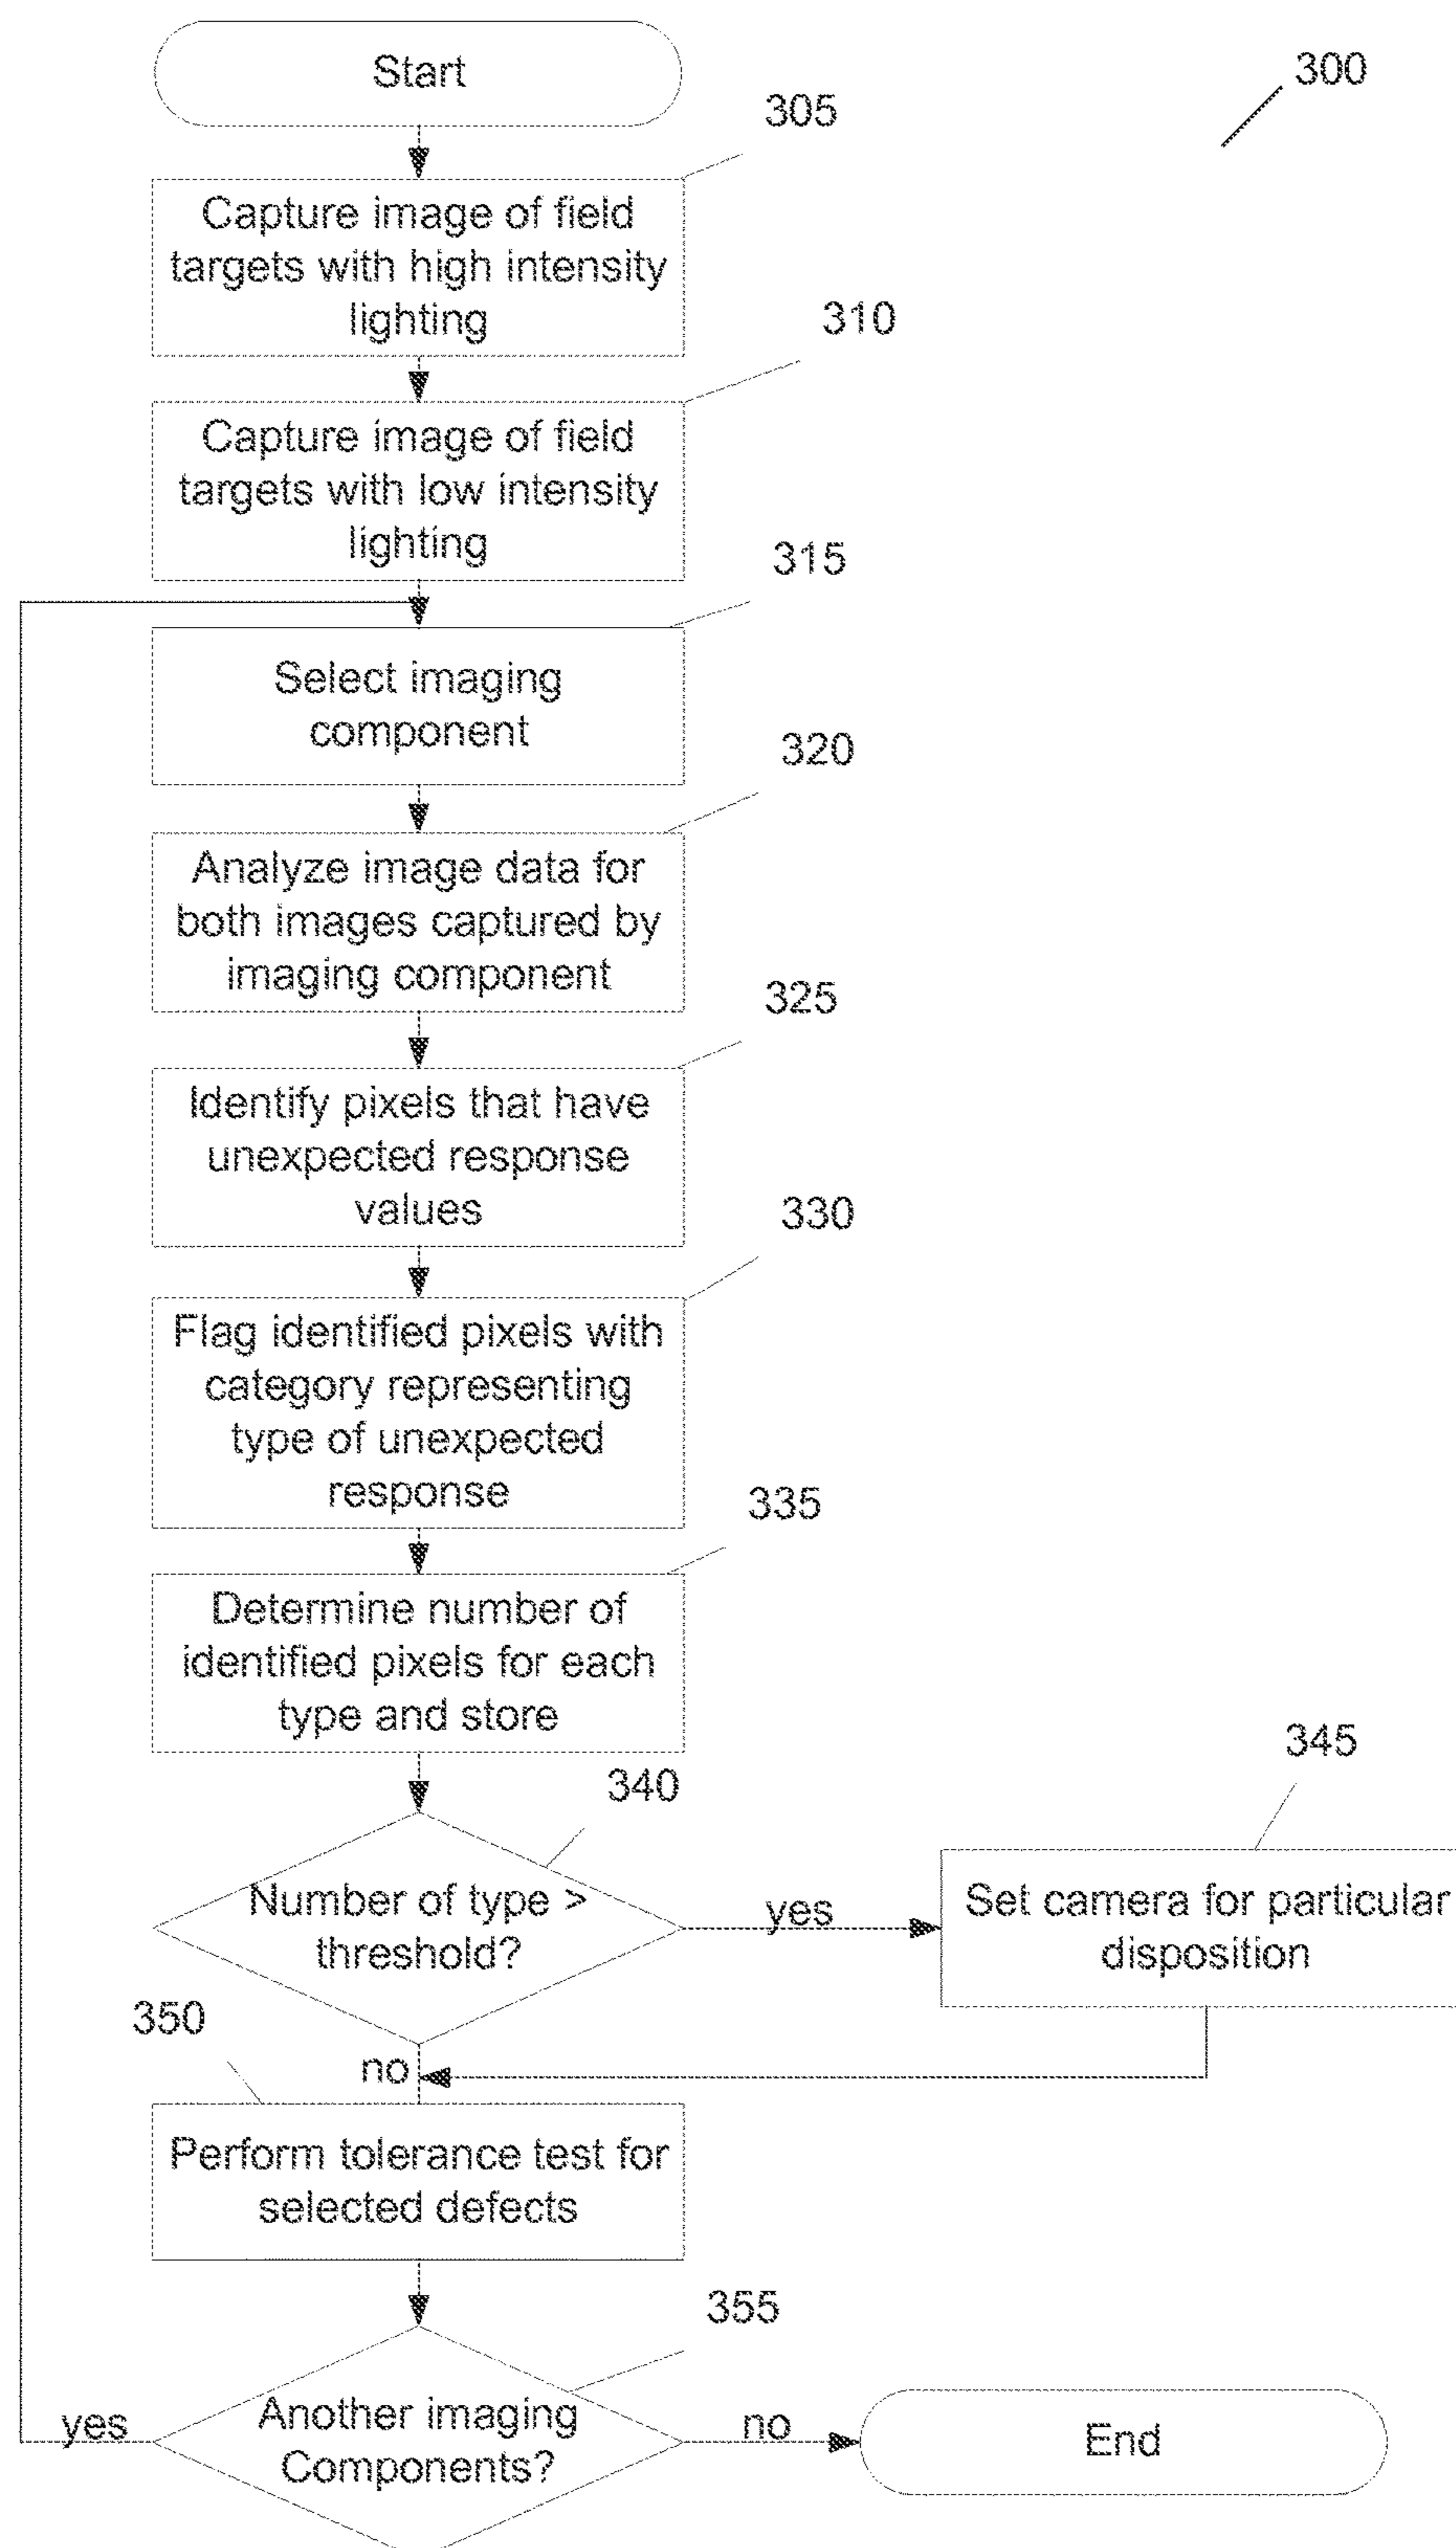 Start
300
305
Capture image of field
targets with high intensity
lighting
310
Capture image of field
targets with low intensity
lighting
315
Select imaging
component
320
Analyze image data for
both images captured by
imaging component
325
Identify pixels that have
unexpected response
values
330
Flag identified pixels with
category representing
type of unexpected
response
335
Determine number of
identified pixels for each
type and store
340
Number of type >
threshold?
yes
345
Set camera for particular
disposition
350
no
Perform tolerance test for
selected defects
355
Another imaging
Components?
yes
no
End